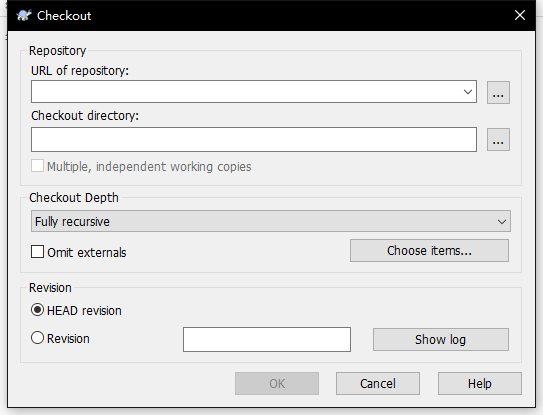 Checkout
Repository
URL of repository:
...
Checkout directory:
...
Multiple, independent working copies
Checkout Depth
Fully recursive
Omit externals
Choose items...
Revision
HEAD revision
Revision
Show log
OK
Cancel
Help